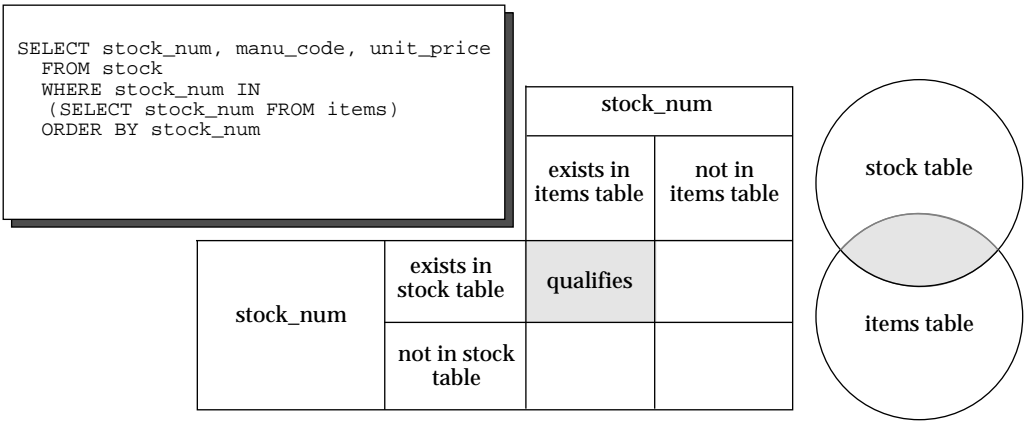 SELECT stock_num, manu_code, unit_price
FROM stock
WHERE stock_num IN
(SELECT stock_num FROM items)
ORDER BY stock_num
stock_num
exists in
items table
not in
items table
stock_num
exists in
stock table
qualifies
not in stock
table
stock table
items table